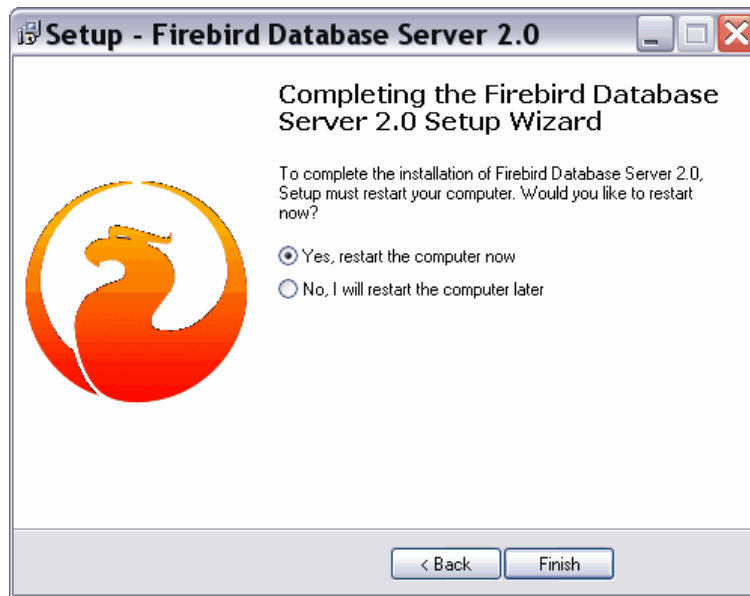 Setup - Firebird Database Server 2.0
Completing the Firebird Database
Server 2.0 Setup Wizard
To complete the installation of Firebird Database Server 2.0,
Setup must restart your computer. Would you like to restart
now?
Yes, restart the computer now
No, I will restart the computer later
< Back
Finish